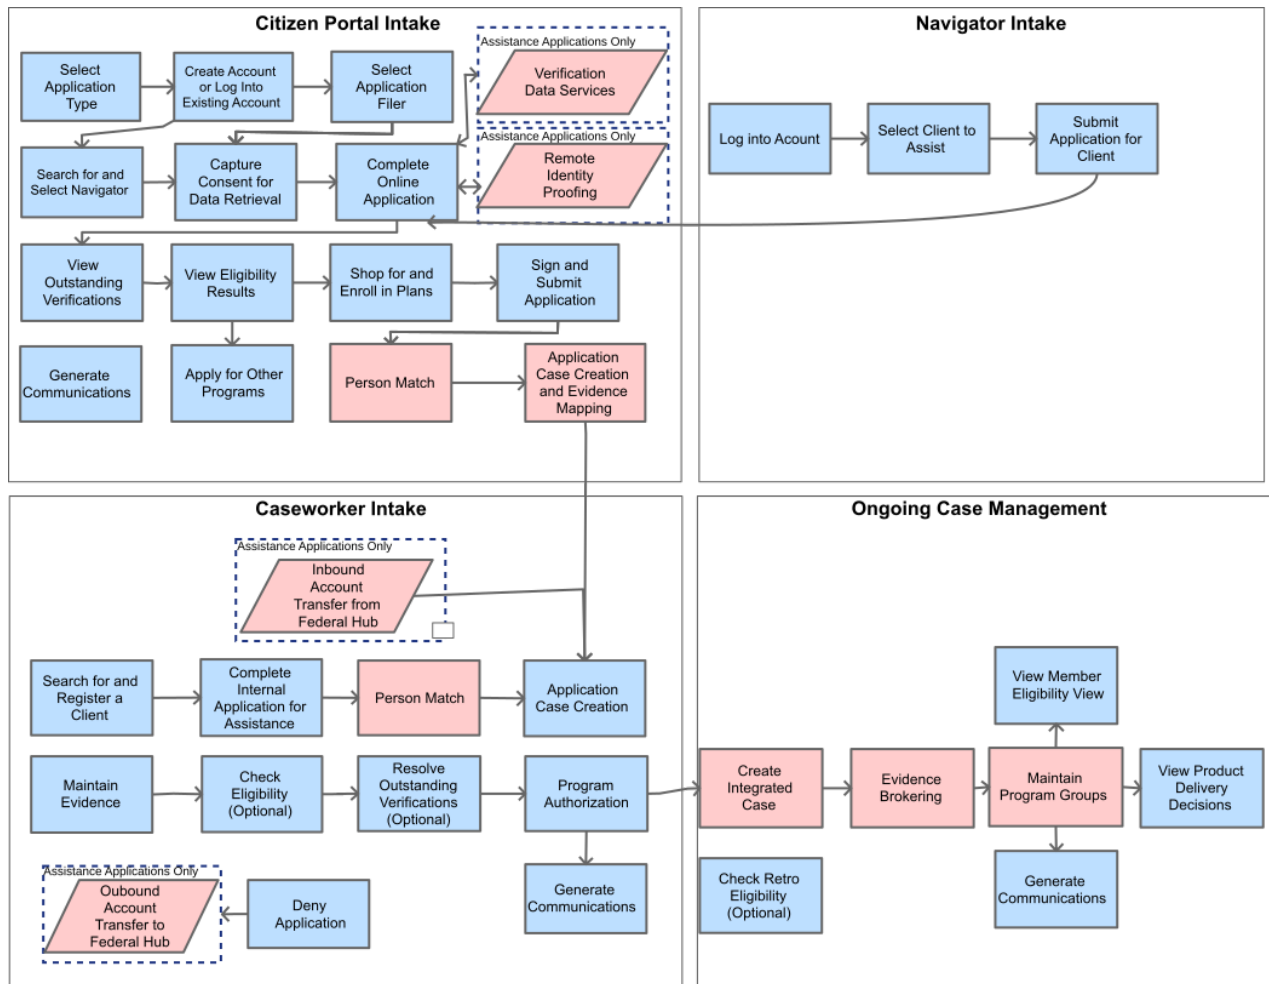 Citizen Portal Intake
Select
Application
Type
Create Account
or Log Into
Existing Account
Select
Application
Filer
Assistance Applications Only
Verification
Data Services
Search for and
Select Navigator
Capture
Consent for
Data Retrieval
Complete
Online
Application
Assistance Applications Only
Remote
Identity
Proofing
View
Outstanding
Verifications
View Eligibility
Results
Shop for and
Enroll in Plans
Sign and
Submit
Application
Generate
Communications
Apply for Other
Programs
Person Match
Application
Case Creation
and Evidence
Mapping
Navigator Intake
Log into Acount
Select Client to
Assist
Submit
Application for
Client
Caseworker Intake
Assistance Applications Only
Inbound
Account
Transfer from
Federal Hub
Search for and
Register a
Client
Complete
Internal
Application for
Assistance
Person Match
Application
Case Creation
Maintain
Evidence
Check
Eligibility
(Optional)
Resolve
Outstanding
Verifications
(Optional)
Program
Authorization
Assistance Applications Only
Oubound
Account
Transfer to
Federal Hub
Deny
Application
Generate
Communications
Ongoing Case Management
View Member
Eligibility View
Create
Integrated
Case
Evidence
Brokering
Maintain
Program Groups
View Product
Delivery
Decisions
Check Retro
Eligibility
(Optional)
Generate
Communications